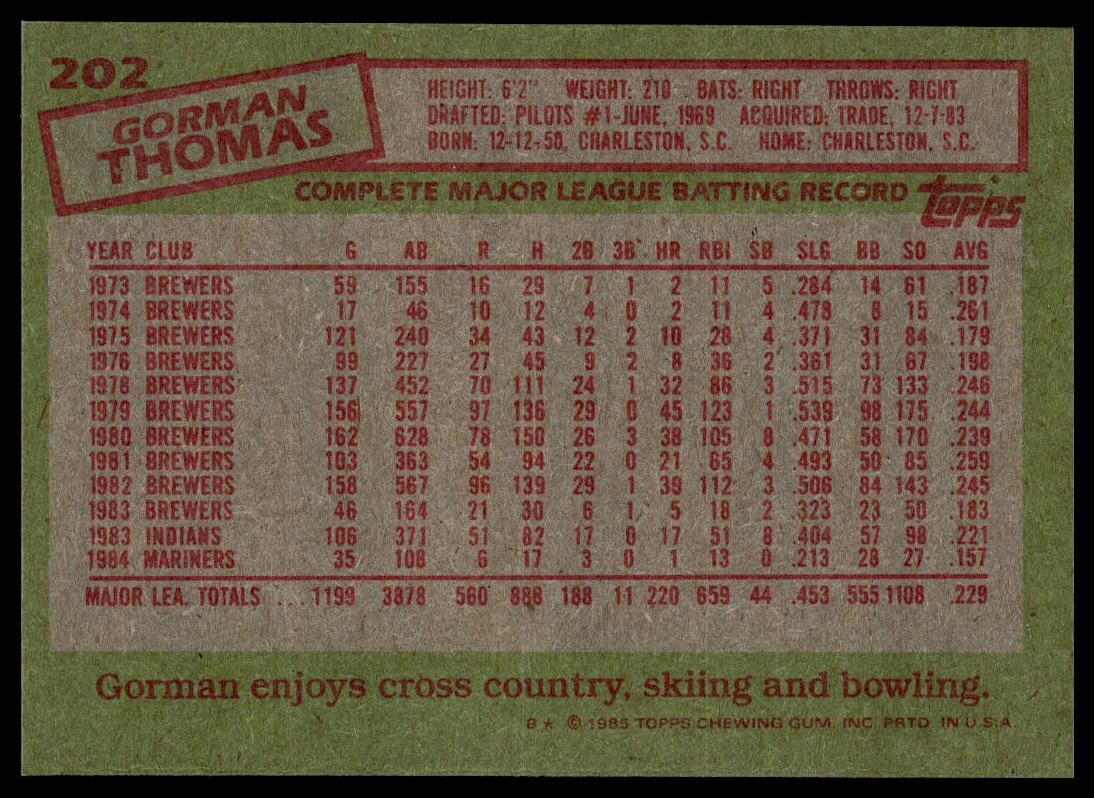 202
GORMAN
THOMAS
HEIGHT: 6'2" WEIGHT: 210 BATS: RIGHT THROWS: RIGHT
DRAFTED: PILOTS #1-JUNE, 1969 ACQUIRED: TRADE, 12-7-83
BORN: 12-12-50, CHARLESTON, S.C. HOME: CHARLESTON, S.C.
COMPLETE MAJOR LEAGUE BATTING RECORD topps
YEAR CLUB G AB R H 2B 3B HR RBI SB SLG BB SO AVG
1973 BREWERS 59 155 16 29 7 1 2 11 5 .284 14 61 .187
1974 BREWERS 17 46 10 12 4 0 2 11 4 .478 8 15 .261
1975 BREWERS 121 240 34 43 12 2 10 28 4 .371 31 84 .179
1976 BREWERS 99 227 27 45 9 2 8 36 2 .361 31 67 .198
1978 BREWERS 137 452 70 111 24 1 32 86 3 .515 73 133 .246
1979 BREWERS 156 557 97 136 29 0 45 123 1 .539 98 175 .244
1980 BREWERS 162 628 78 150 26 3 38 105 8 .471 58 170 .239
1981 BREWERS 103 363 54 94 22 0 21 65 4 .493 50 85 .259
1982 BREWERS 158 567 96 139 29 1 39 112 3 .506 84 143 .245
1983 BREWERS 46 164 21 30 6 1 5 18 2 .323 23 50 .183
1983 INDIANS 106 371 51 82 17 0 17 51 8 .404 57 98 .221
1984 MARINERS 35 108 6 17 3 0 1 13 0 .213 28 27 .157
MAJOR LEA. TOTALS ... 1199 3878 560 888 188 11 220 659 44 .453 555 1108 .229
Gorman enjoys cross country, skiing and bowling.
B★ © 1985 TOPPS CHEWING GUM, INC. PRTD. IN U.S.A.